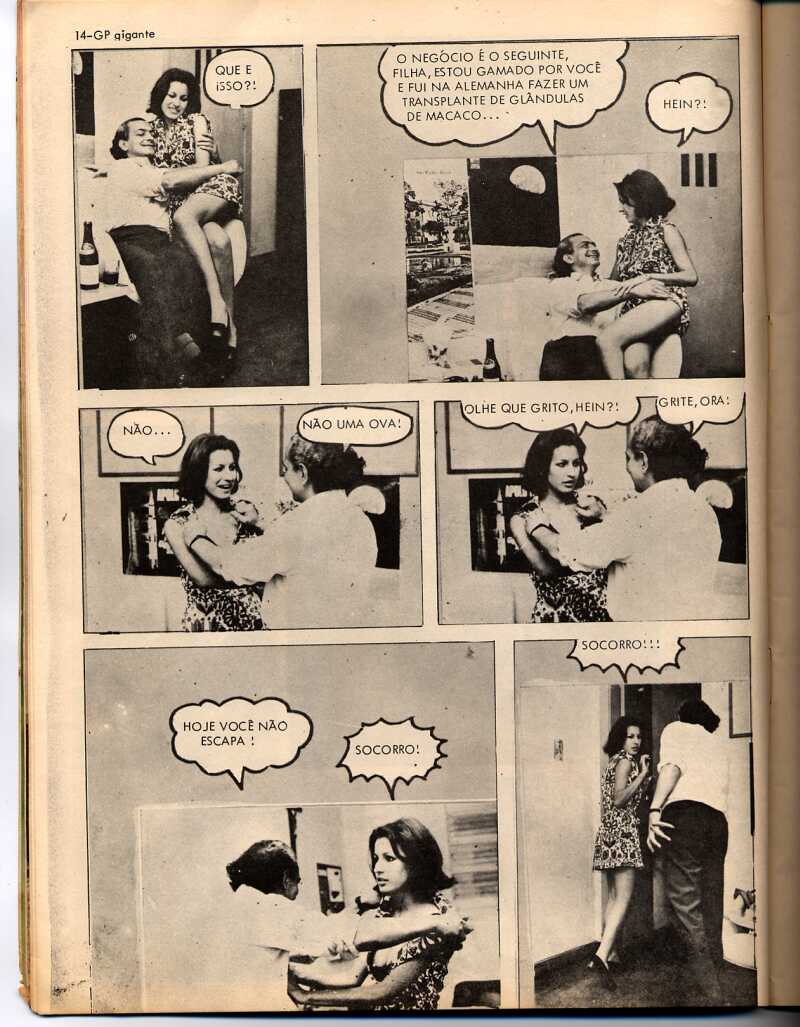 14-GP gigante
QUE E
iSSO?!
O NEGÓCIO É O SEGUINTE,
FILHA, ESTOU GAMADO POR VOCÊ
E FUI NA ALEMANHA FAZER UM
TRANSPLANTE DE GLÂNDULAS
DE MACACO...
HEIN?!
NÃO...
NÃO UMA OVA!
OLHE QUE GRITO, HEIN?!
GRITE, ORA!
HOJE VOCÊ NÃO
ESCAPA !
SOCORRO!
SOCORRO!!!